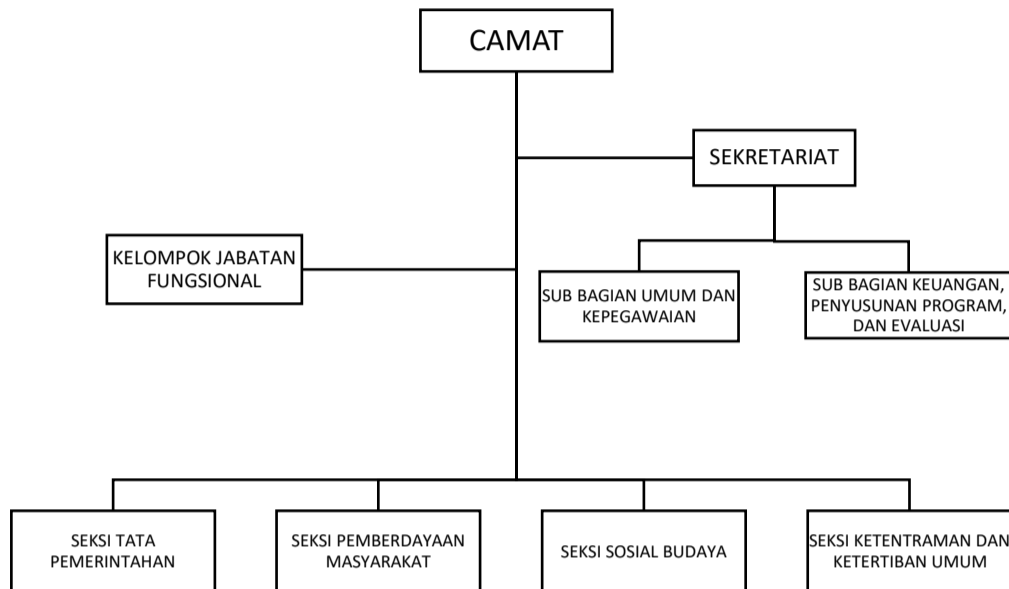 CAMAT
SEKRETARIAT
KELOMPOK JABATAN
FUNGSIONAL
SUB BAGIAN UMUM DAN
KEPEGAWAIAN
SUB BAGIAN KEUANGAN,
PENYUSUNAN PROGRAM,
DAN EVALUASI
SEKSI TATA
PEMERINTAHAN
SEKSI PEMBERDAYAAN
MASYARAKAT
SEKSI SOSIAL BUDAYA
SEKSI KETENTRAMAN DAN
KETERTIBAN UMUM